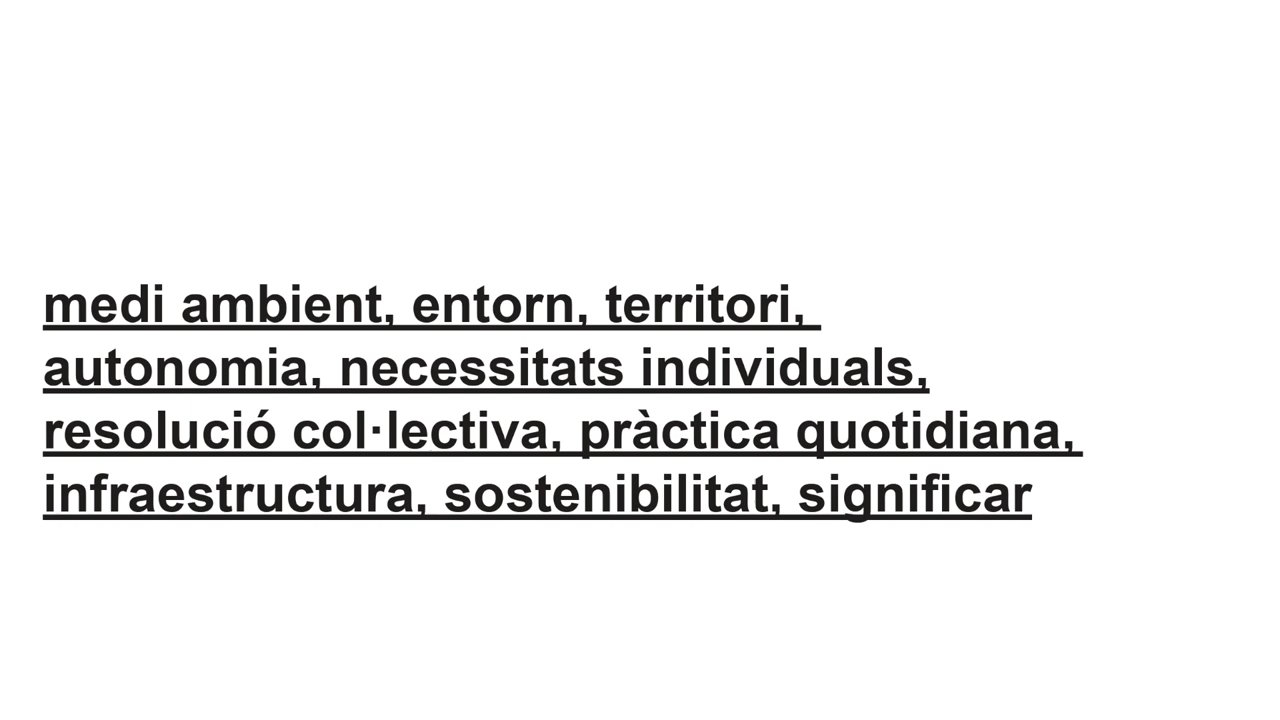 medi ambient, entorn, territori,
autonomia, necessitats individuals,
resolució col·lectiva, pràctica quotidiana,
infraestructura, sostenibilitat, significar